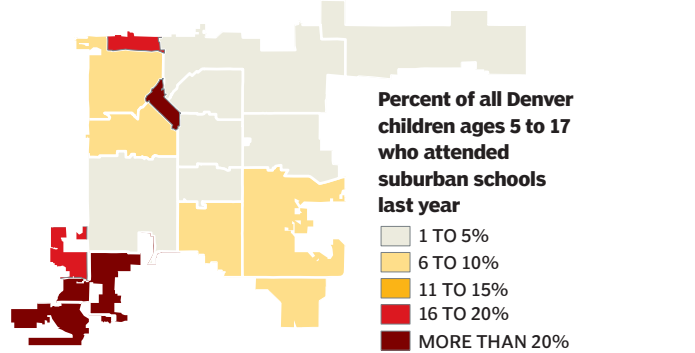 Percent of all Denver
children ages 5 to 17
who attended
suburban schools
last year
1 TO 5%
6 TO 10%
11 TO 15%
16 TO 20%
MORE THAN 20%